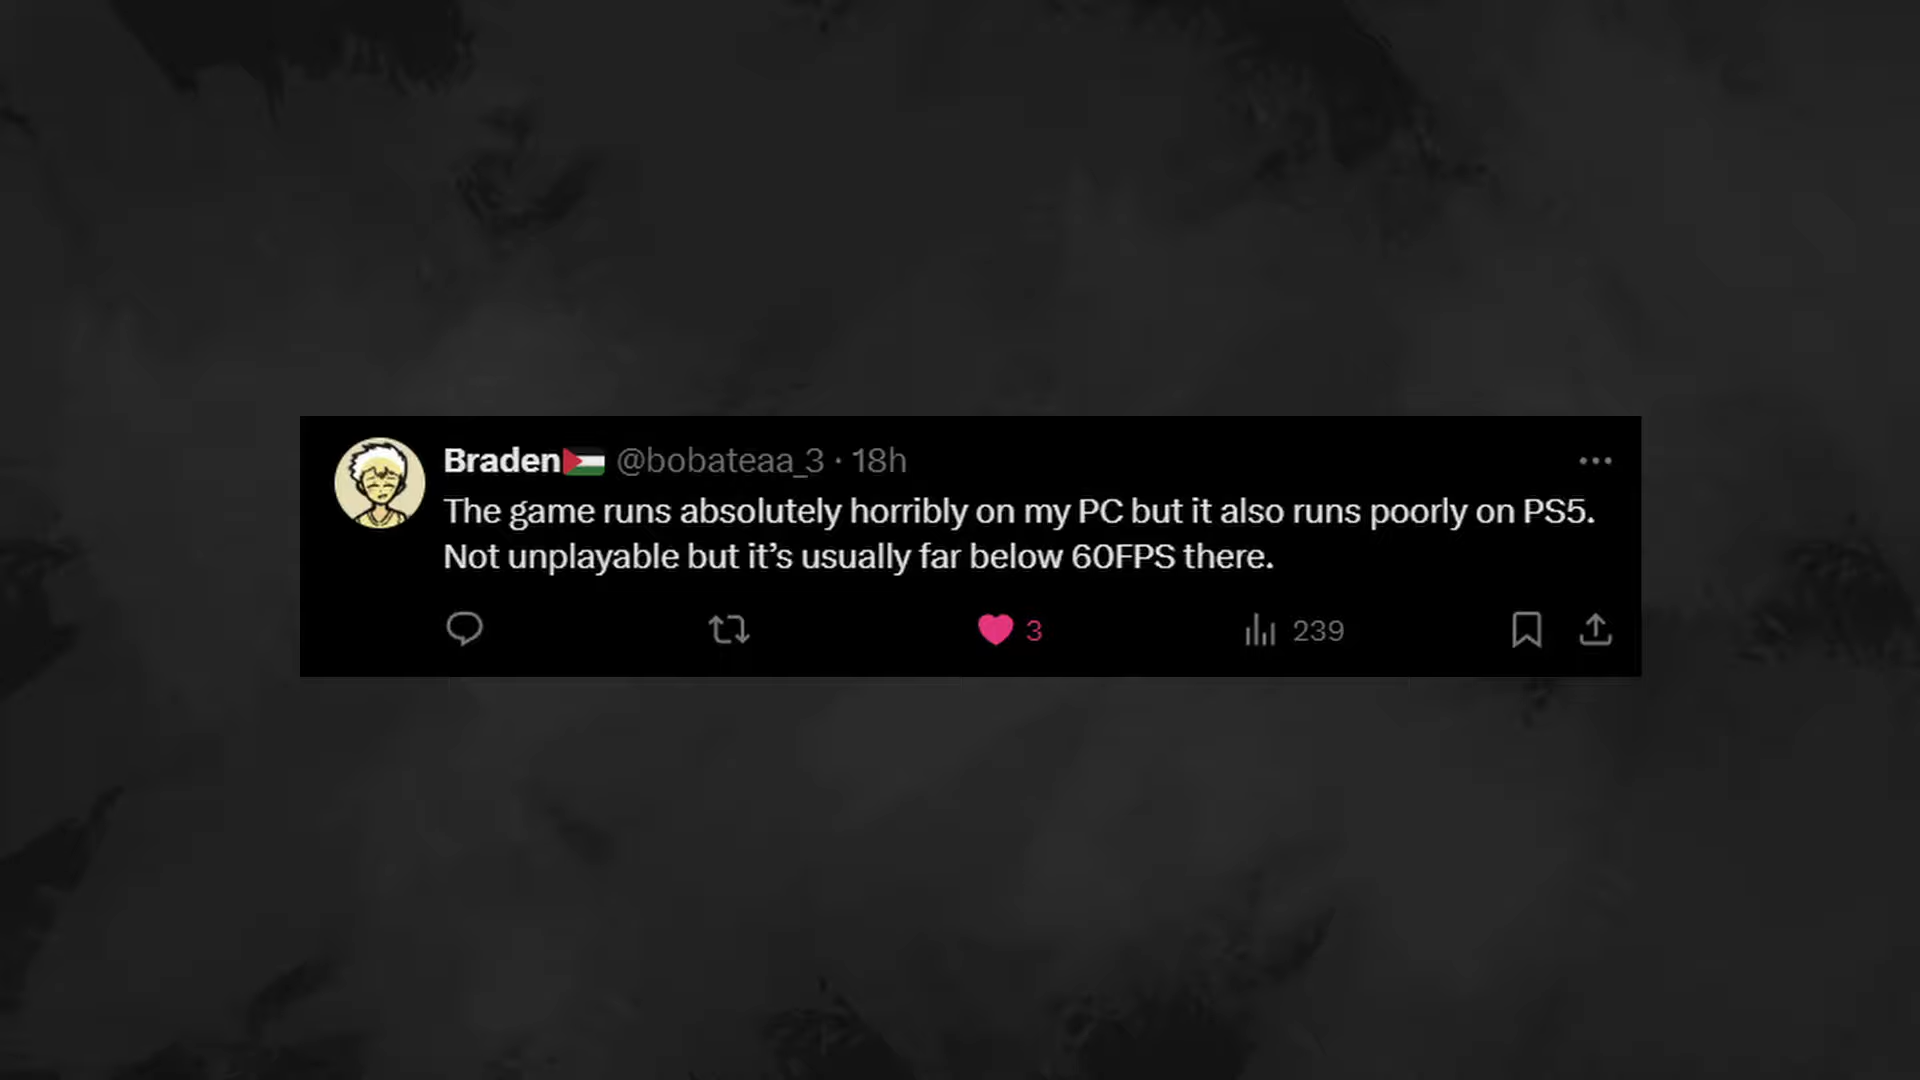 Braden🇵🇸 @bobateaa_3 · 18h
The game runs absolutely horribly on my PC but it also runs poorly on PS5.
Not unplayable but it’s usually far below 60FPS there.
3 239